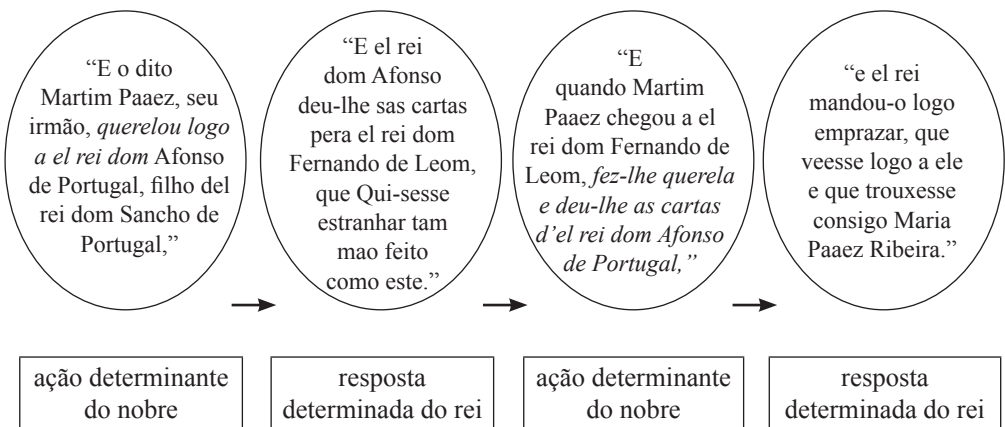 “E o dito
Martim Paaez, seu
irmão, querelou logo
a el rei dom Afonso
de Portugal, filho del
rei dom Sancho de
Portugal,”
“E el rei
dom Afonso
deu-lhe sas cartas
pera el rei dom
Fernando de Leom,
que Qui-sesse
estranhar tam
mao feito
como este.”
“E
quando Martim
Paaez chegou a el
rei dom Fernando de
Leom, fez-lhe querela
e deu-lhe as cartas
d’el rei dom Afonso
de Portugal,”
“e el rei
mandou-o logo
emprazar, que
veesse logo a ele
e que trouxesse
consigo Maria
Paaez Ribeira.”
ação determinante
do nobre
resposta
determinada do rei
ação determinante
do nobre
resposta
determinada do rei